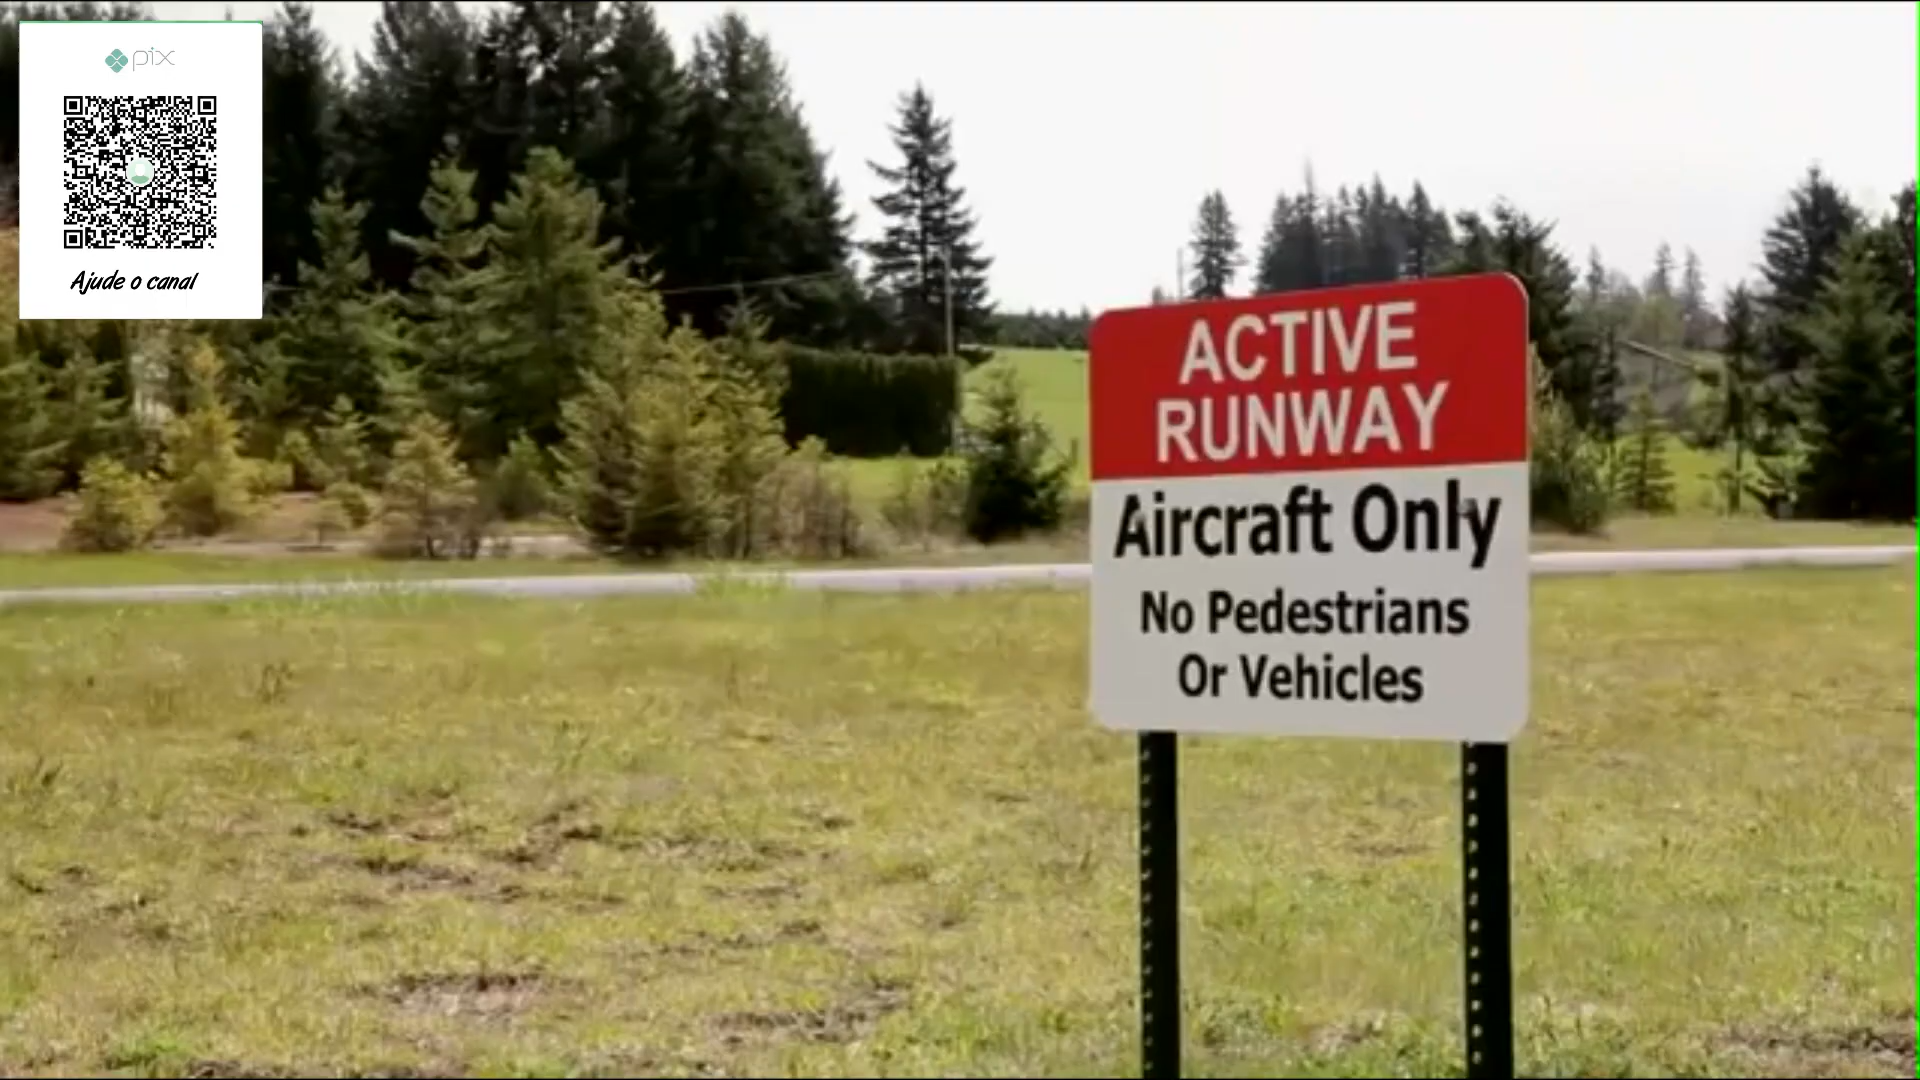 pix
Ajude o canal
ACTIVE
RUNWAY
Aircraft Only
No Pedestrians
Or Vehicles